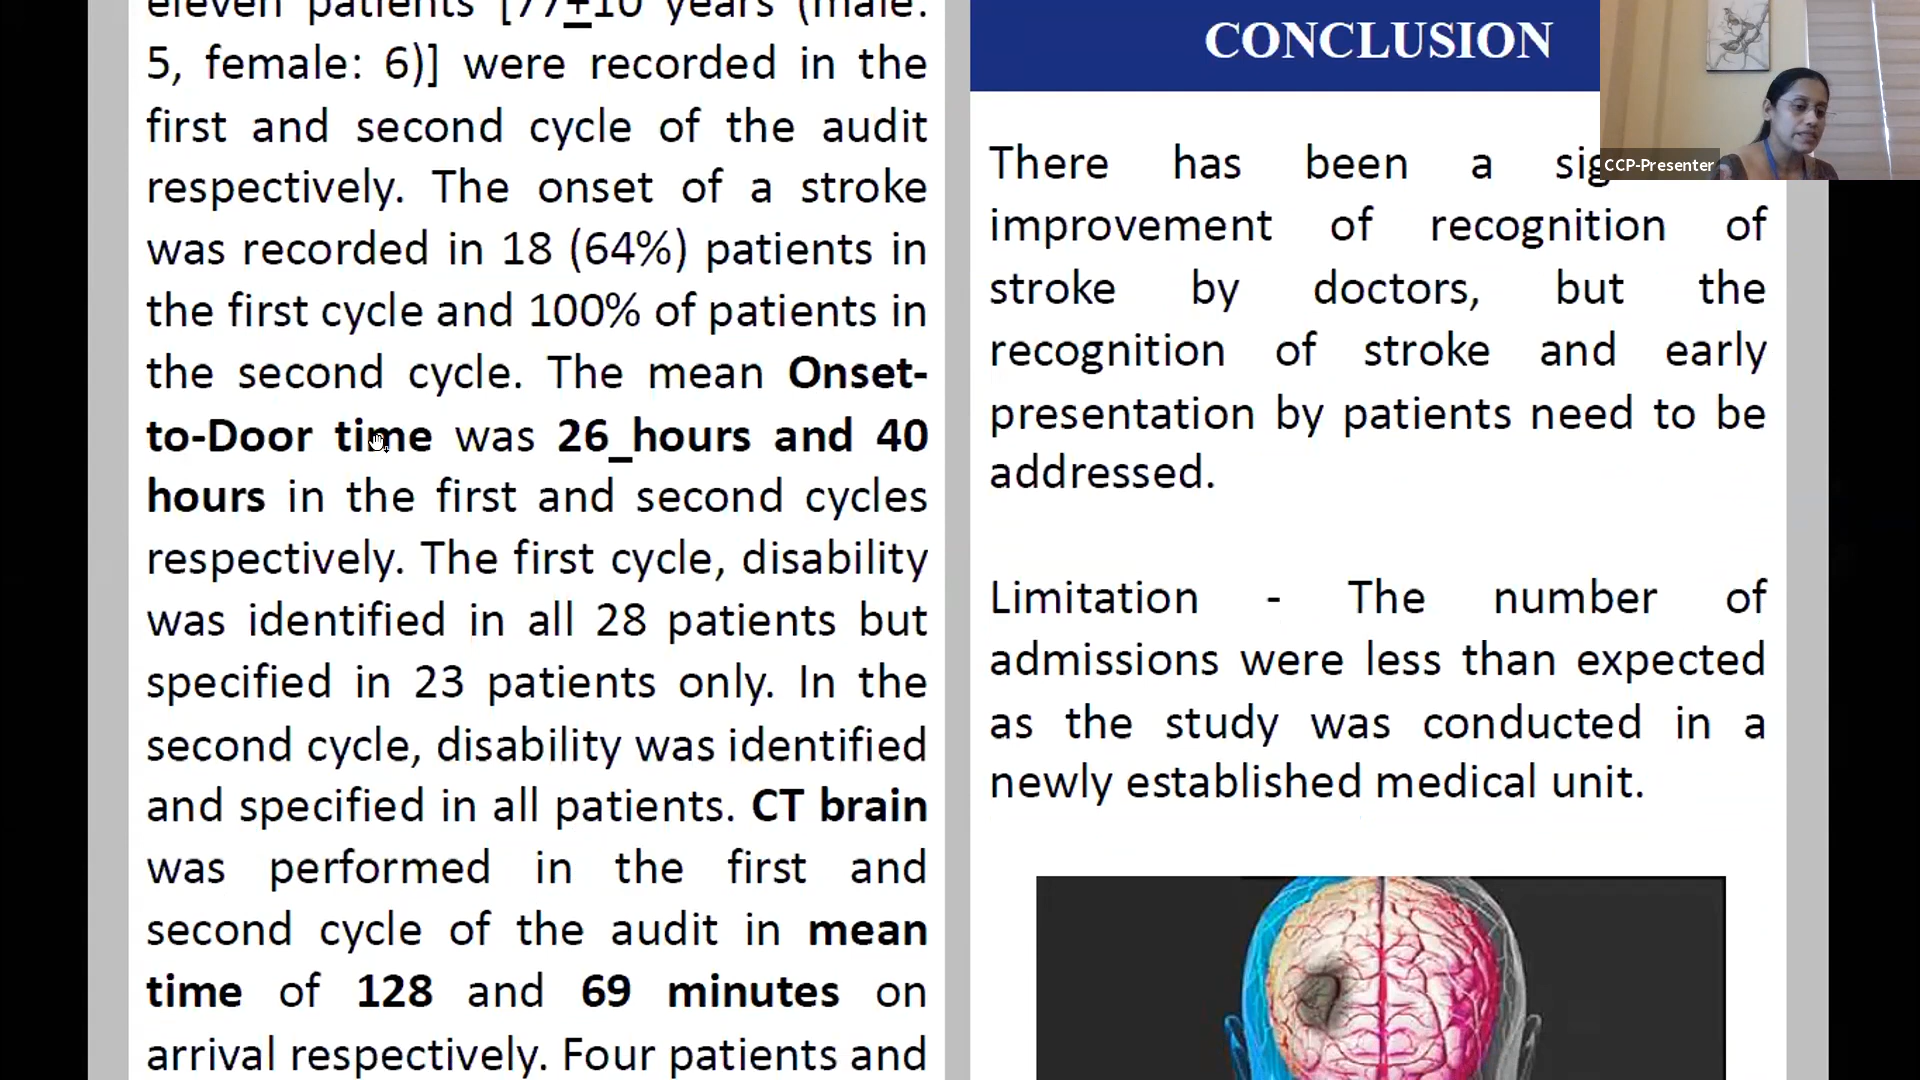 eleven patients [77±10 years (male:
5, female: 6)] were recorded in the
first and second cycle of the audit
respectively. The onset of a stroke
was recorded in 18 (64%) patients in
the first cycle and 100% of patients in
the second cycle. The mean Onset-
to-Door time was 26_hours and 40
hours in the first and second cycles
respectively. The first cycle, disability
was identified in all 28 patients but
specified in 23 patients only. In the
second cycle, disability was identified
and specified in all patients. CT brain
was performed in the first and
second cycle of the audit in mean
time of 128 and 69 minutes on
arrival respectively. Four patients and
CONCLUSION
There has been a
improvement of recognition of
stroke by doctors, but the
recognition of stroke and early
presentation by patients need to be
addressed.
Limitation - The number of
admissions were less than expected
as the study was conducted in a
newly established medical unit.
CCP-Presenter